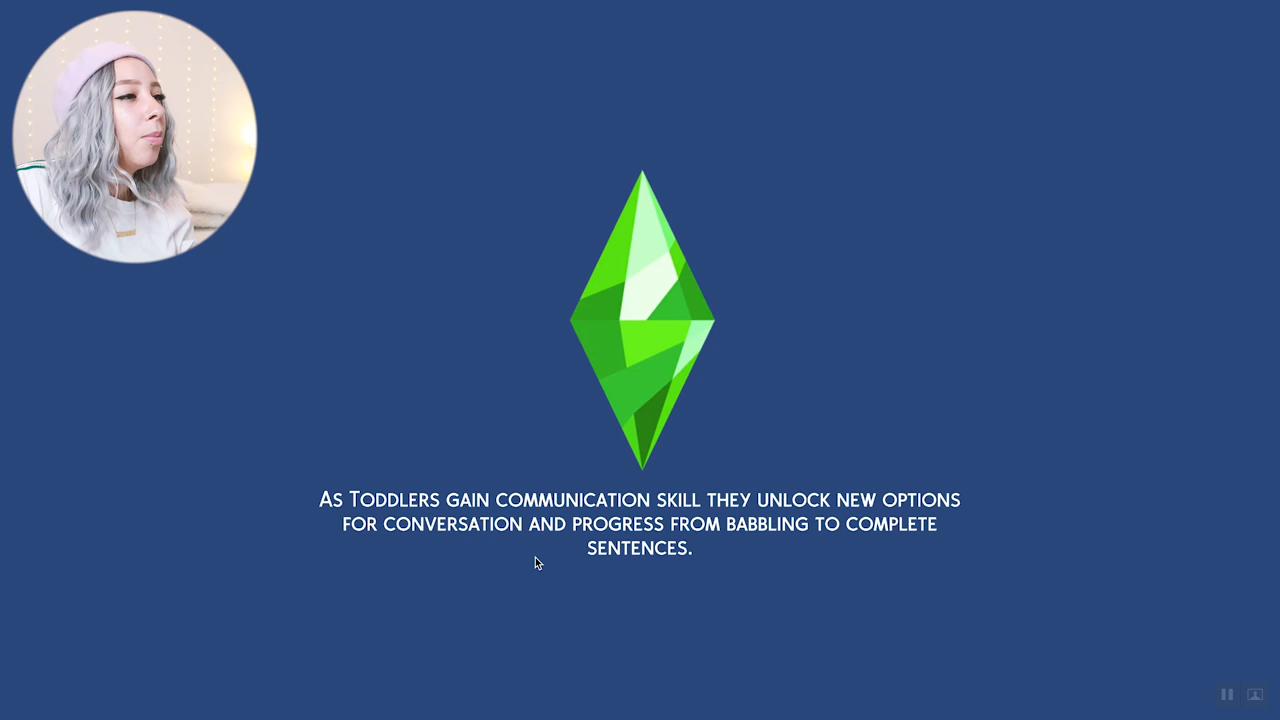 As Toddlers gain communication skill they unlock new options
for conversation and progress from babbling to complete
sentences.